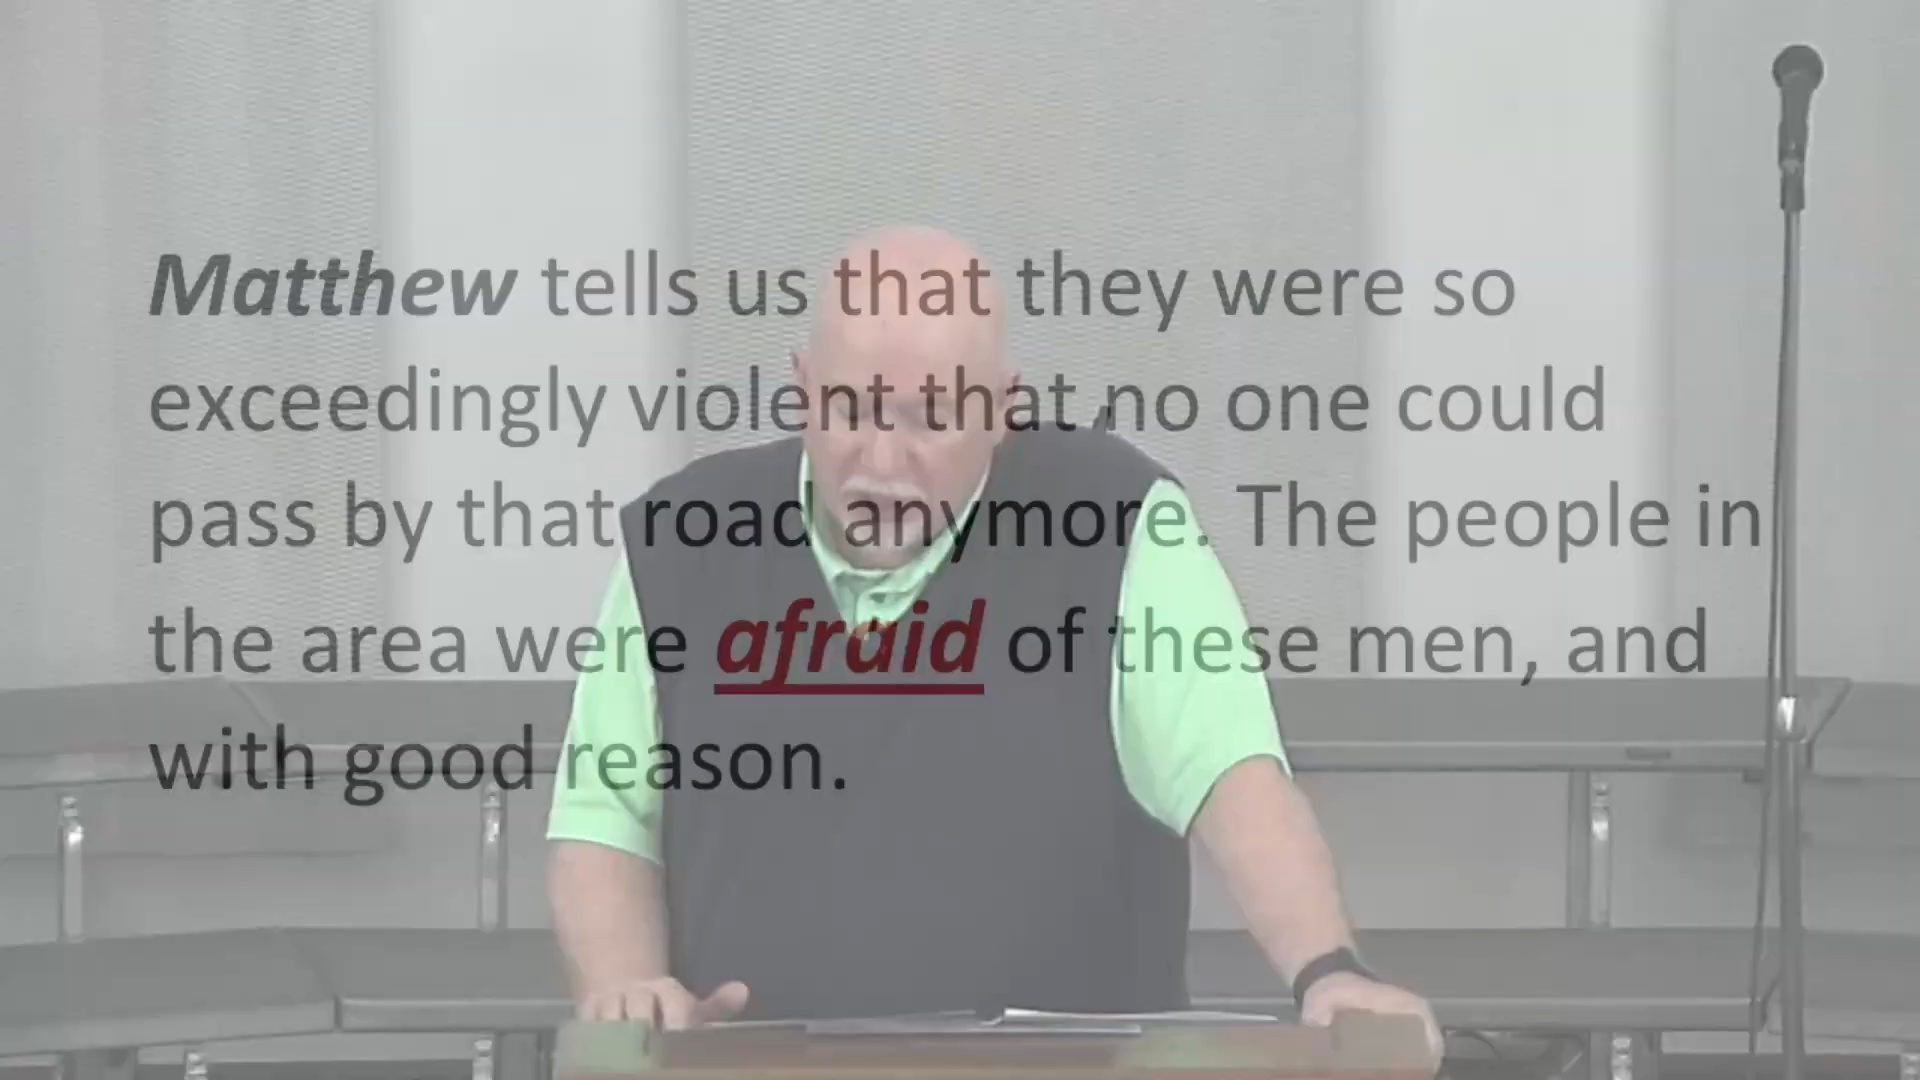 Matthew tells us that they were so
exceedingly violent that no one could
pass by that road anymore. The people in
the area were afraid of these men, and
with good reason.